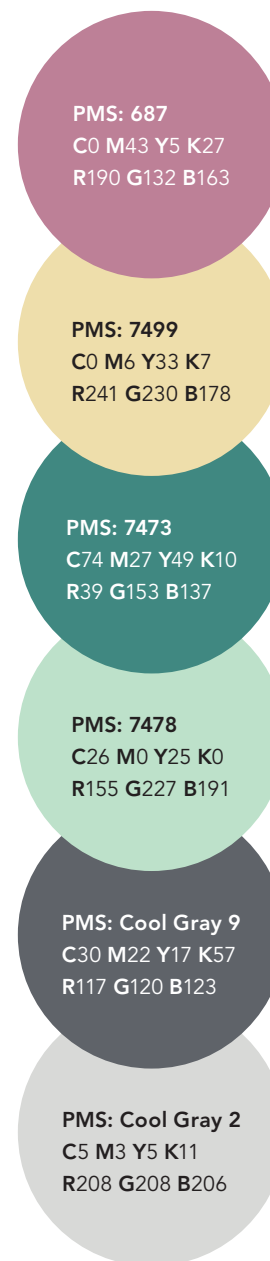 PMS: 687
C0 M43 Y5 K27
R190 G132 B163
PMS: 7499
C0 M6 Y33 K7
R241 G230 B178
PMS: 7473
C74 M27 Y49 K10
R39 G153 B137
PMS: 7478
C26 M0 Y25 K0
R155 G227 B191
PMS: Cool Gray 9
C30 M22 Y17 K57
R117 G120 B123
PMS: Cool Gray 2
C5 M3 Y5 K11
R208 G208 B206